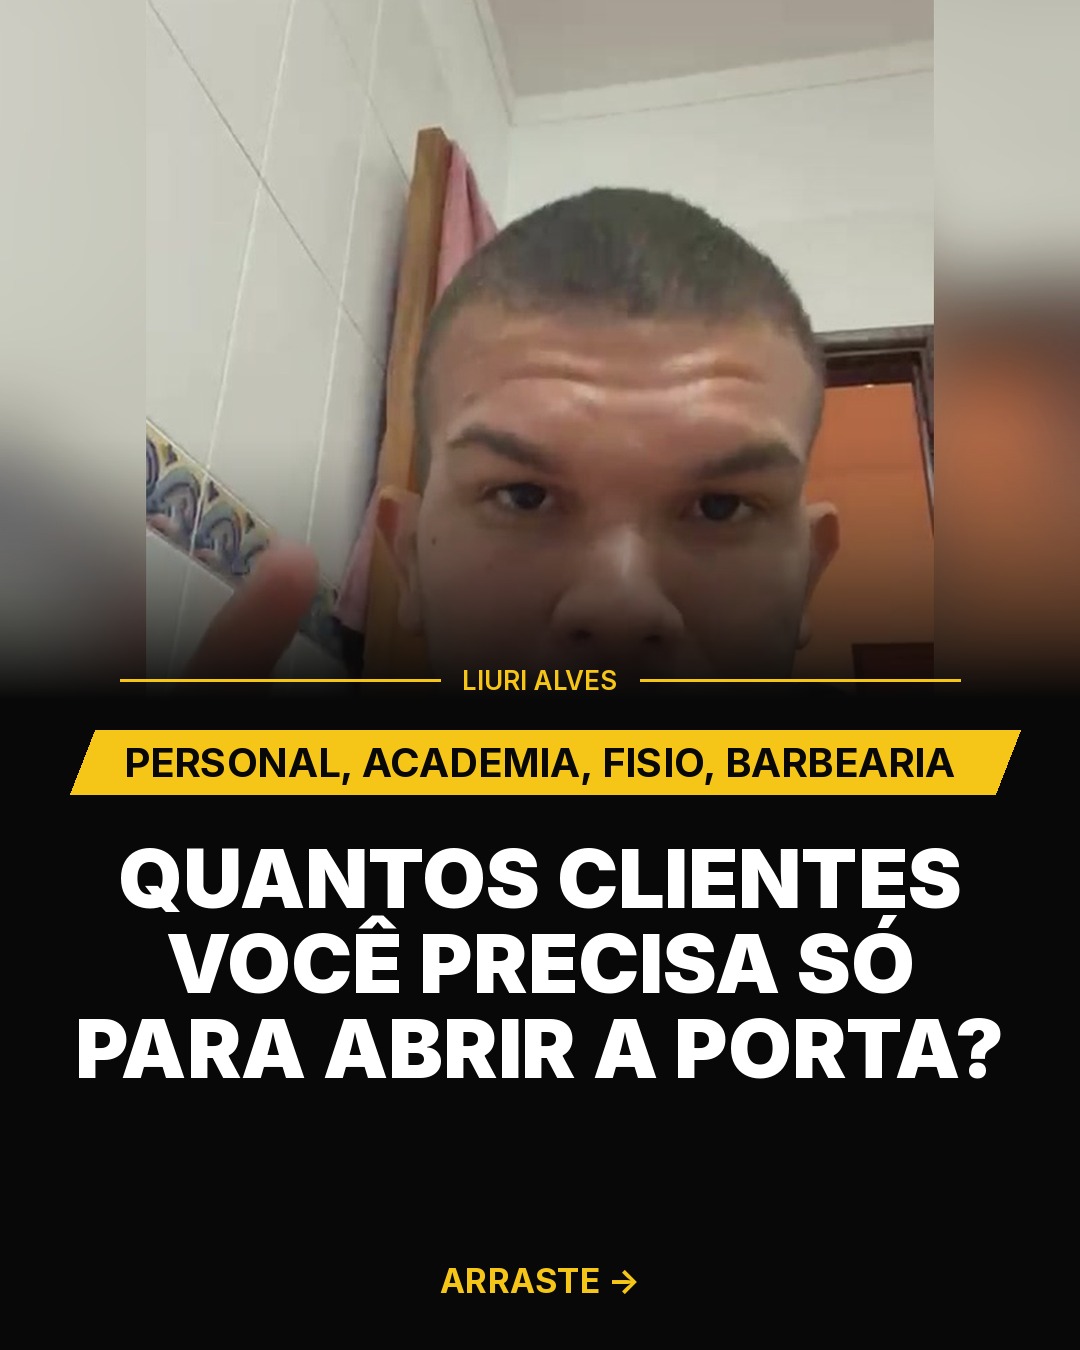 LIURI ALVES
PERSONAL, ACADEMIA, FISIO, BARBEARIA
QUANTOS CLIENTES
VOCÊ PRECISA SÓ
PARA ABRIR A PORTA?
ARRASTE →